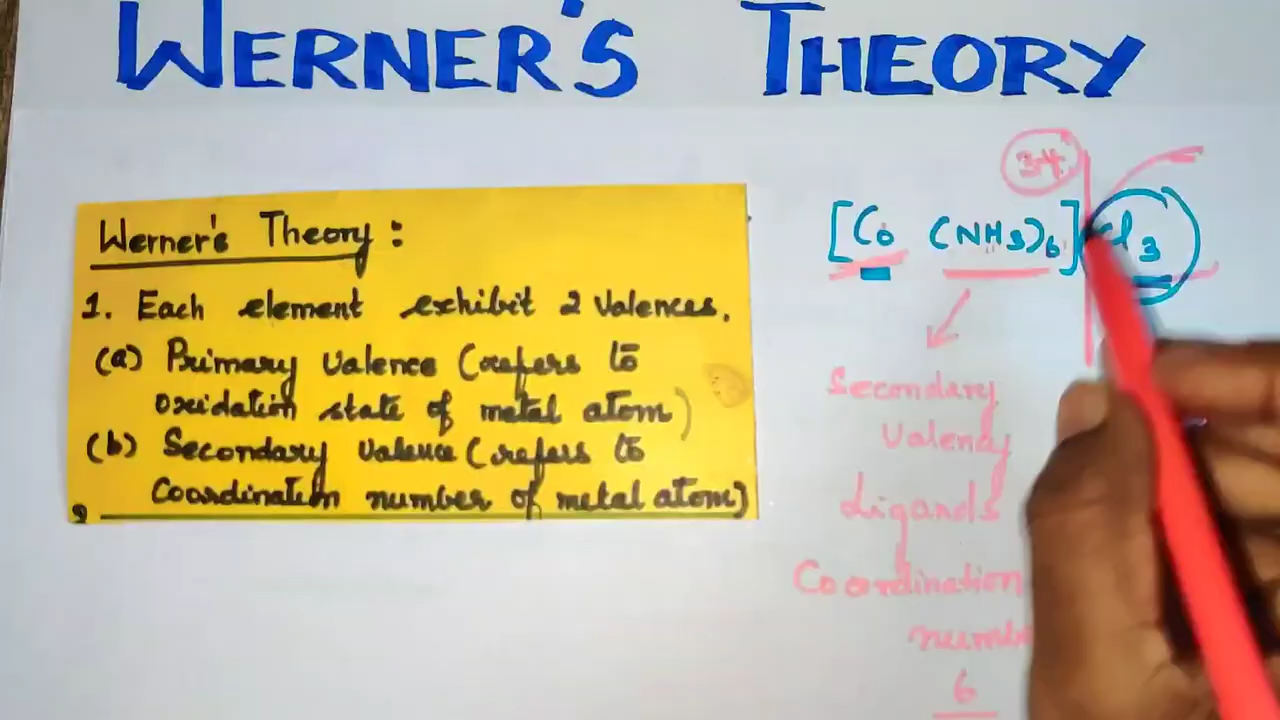 WERNER'S THEORY
Werner's Theory :
1. Each element exhibit 2 Valences.
(a) Primary Valence (refers to
oxidation state of metal atom)
(b) Secondary Valence (refers to
Coordination number of metal atom)
3+
[Co (NH3)6] Cl3
Secondary
Valency
Ligands
Coordination
6